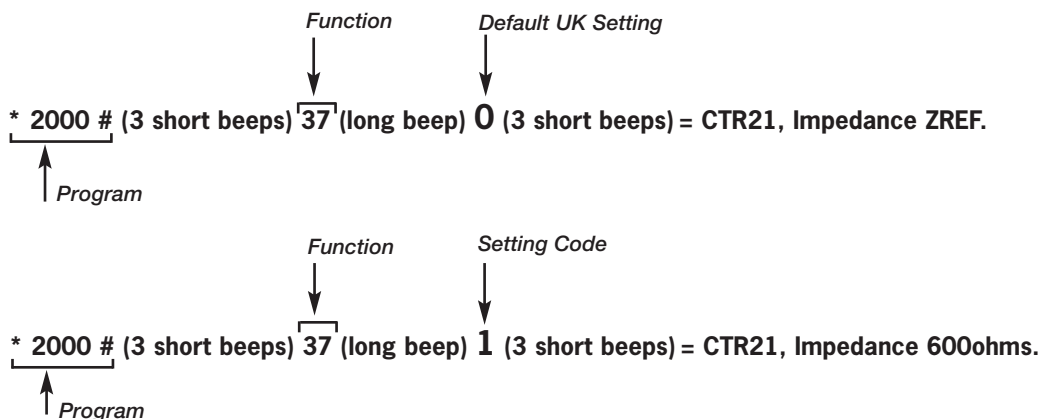 Function Default UK Setting
* 2000 # (3 short beeps) 37 (long beep) 0 (3 short beeps) = CTR21, Impedance ZREF.
Program
Function Setting Code
* 2000 # (3 short beeps) 37 (long beep) 1 (3 short beeps) = CTR21, Impedance 600ohms.
Program